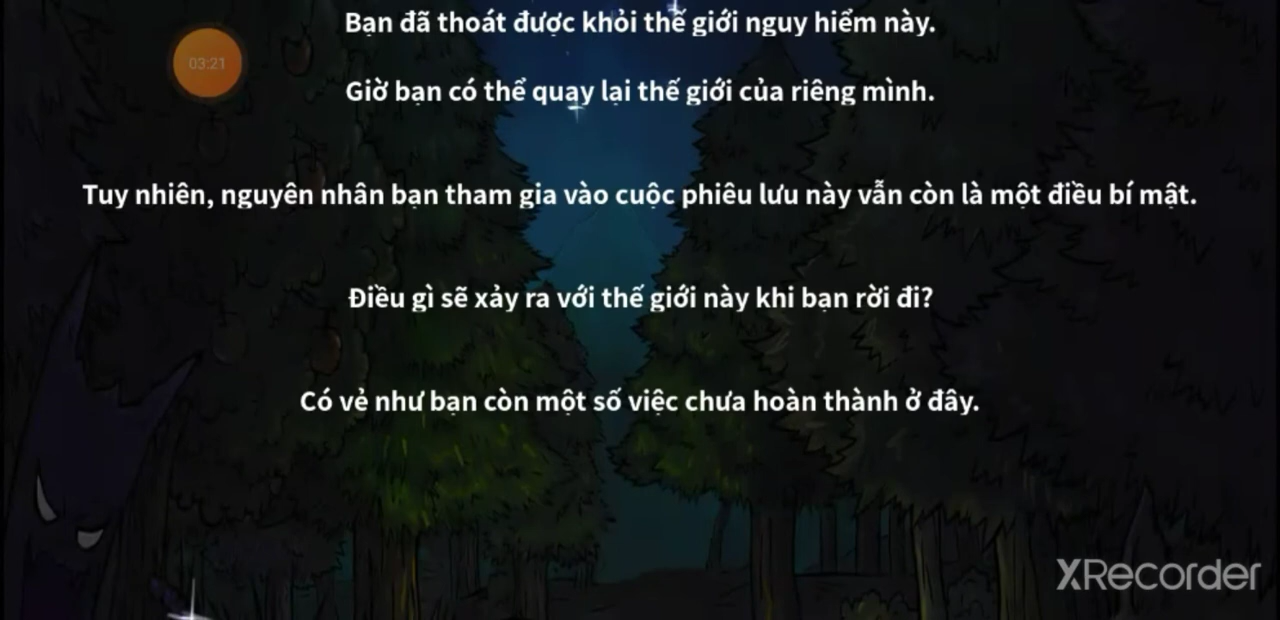 Bạn đã thoát được khỏi thế giới nguy hiểm này.
03:21
Giờ bạn có thể quay lại thế giới của riêng mình.
Tuy nhiên, nguyên nhân bạn tham gia vào cuộc phiêu lưu này vẫn còn là một điều bí mật.
Điều gì sẽ xảy ra với thế giới này khi bạn rời đi?
Có vẻ như bạn còn một số việc chưa hoàn thành ở đây.
XRecorder